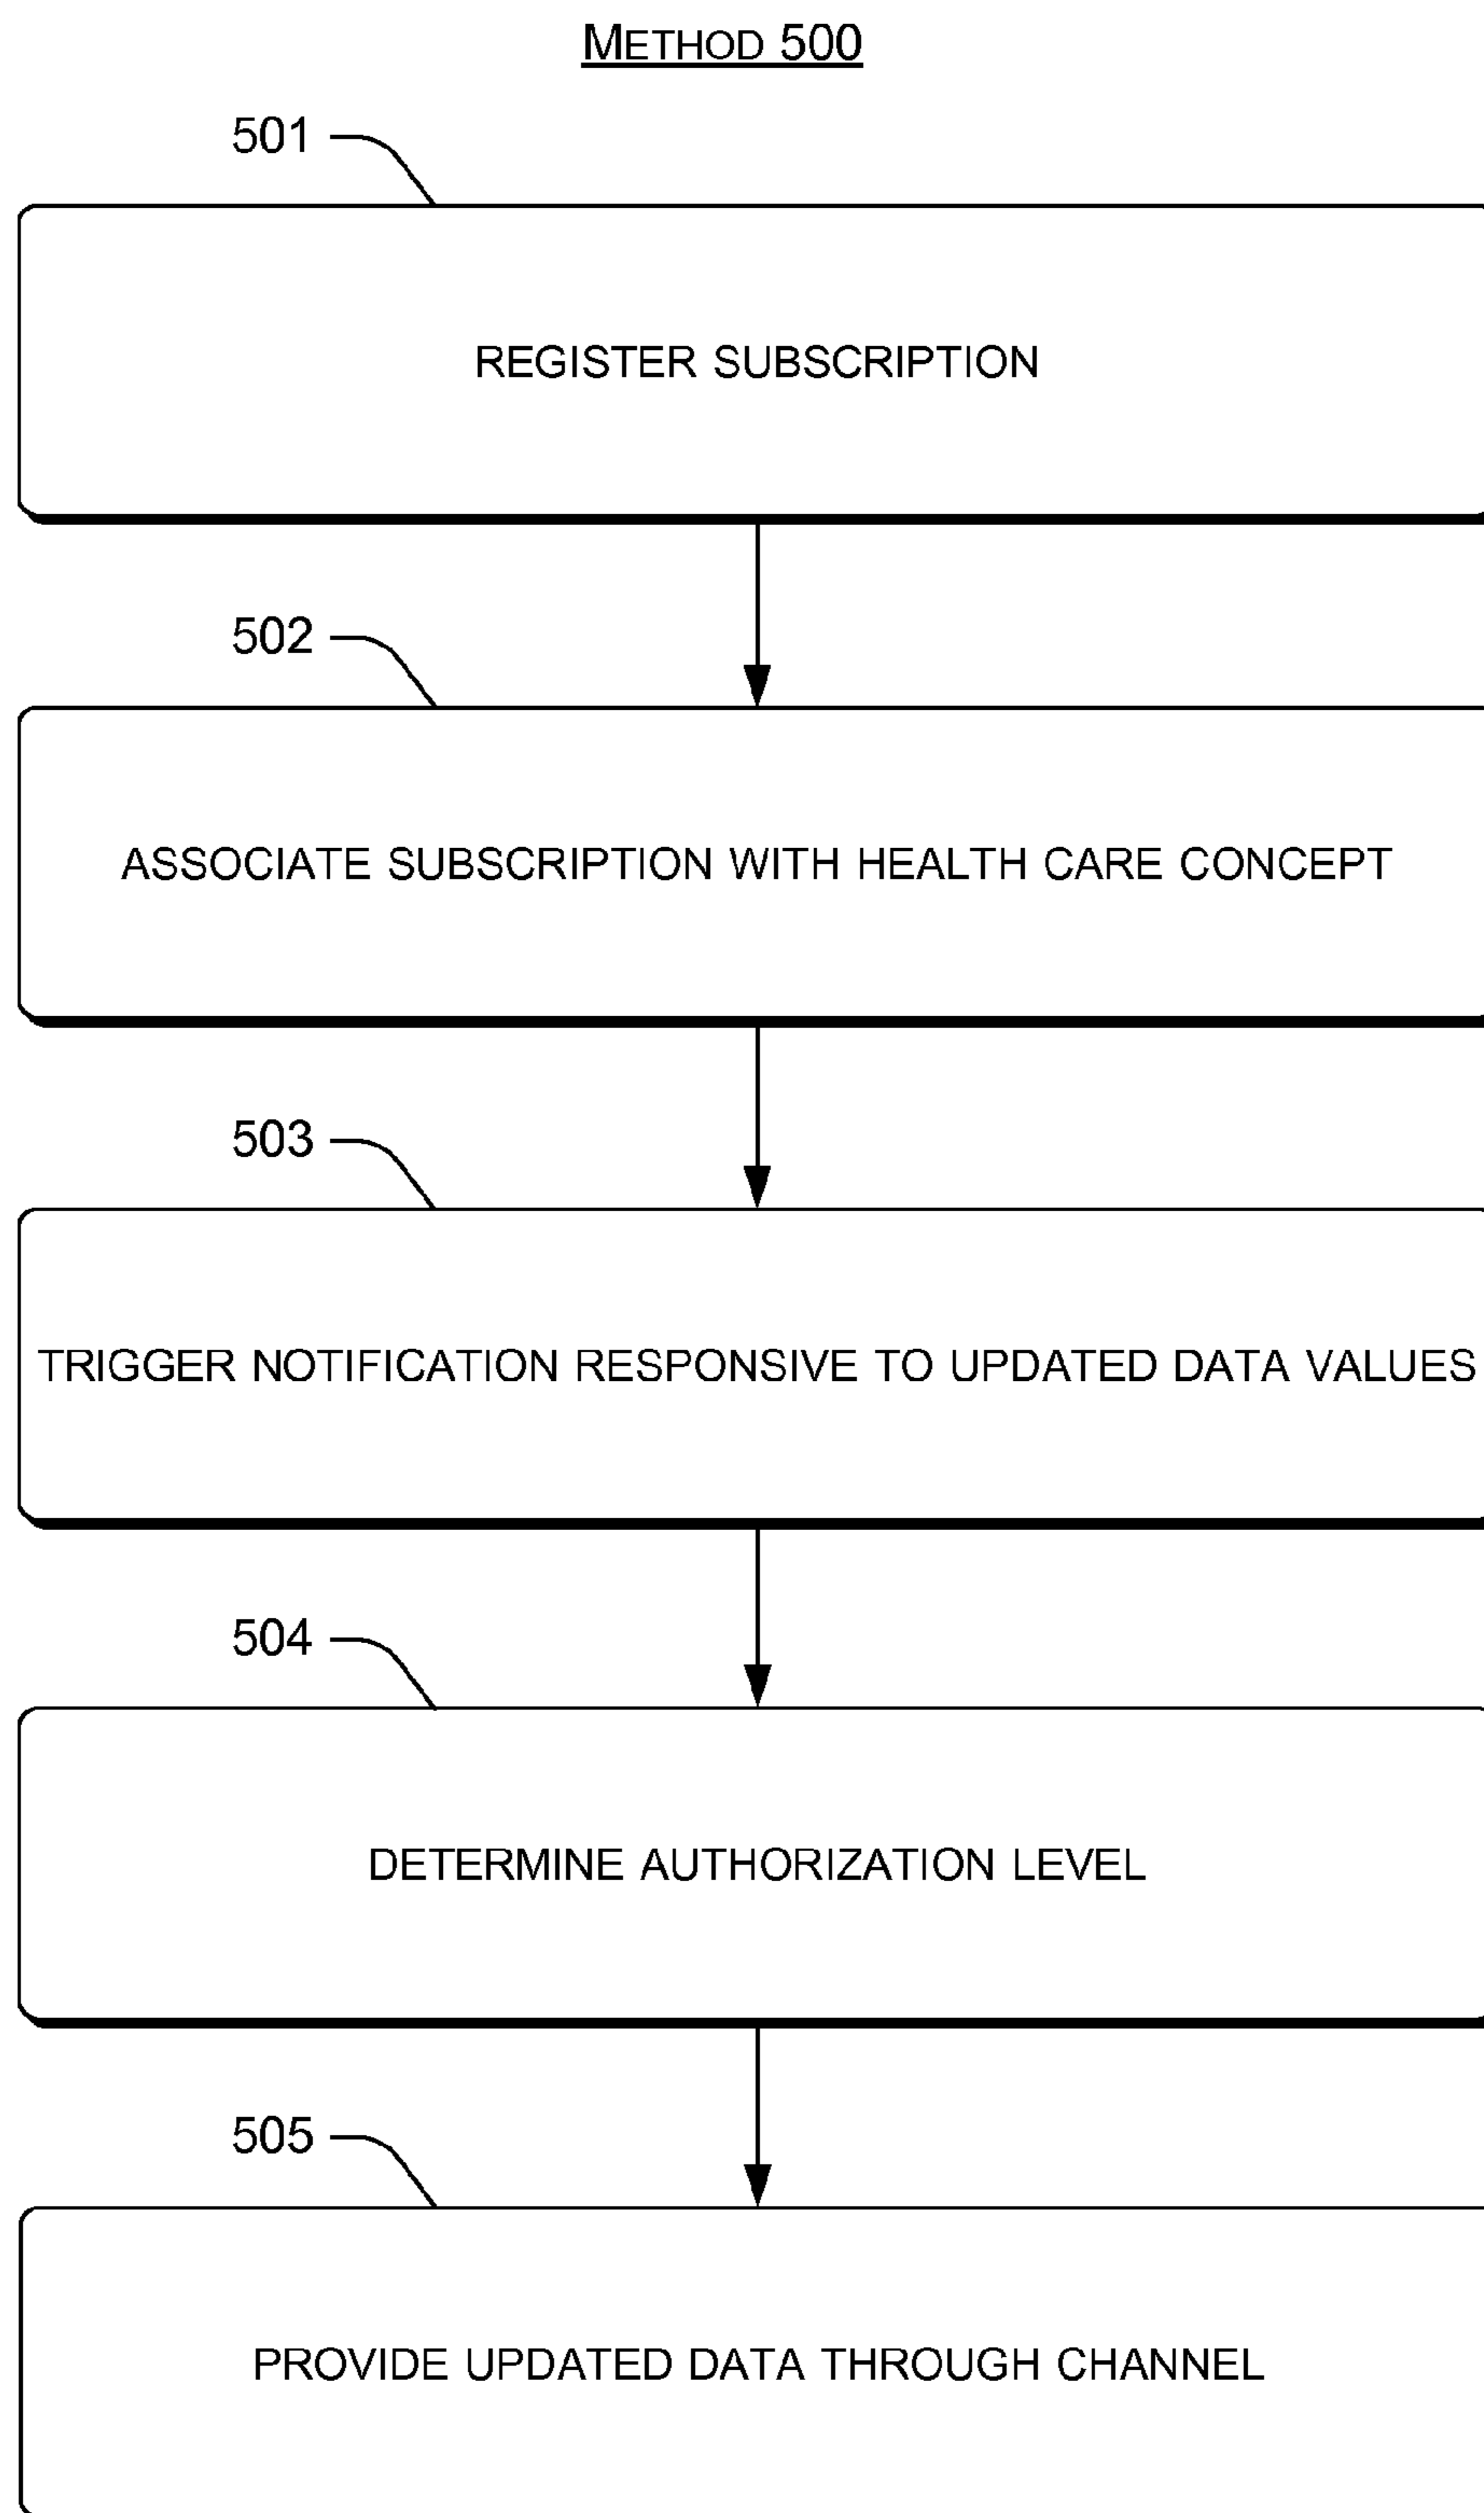 METHOD 500
501
REGISTER SUBSCRIPTION
502
ASSOCIATE SUBSCRIPTION WITH HEALTH CARE CONCEPT
503
TRIGGER NOTIFICATION RESPONSIVE TO UPDATED DATA VALUES
504
DETERMINE AUTHORIZATION LEVEL
505
PROVIDE UPDATED DATA THROUGH CHANNEL